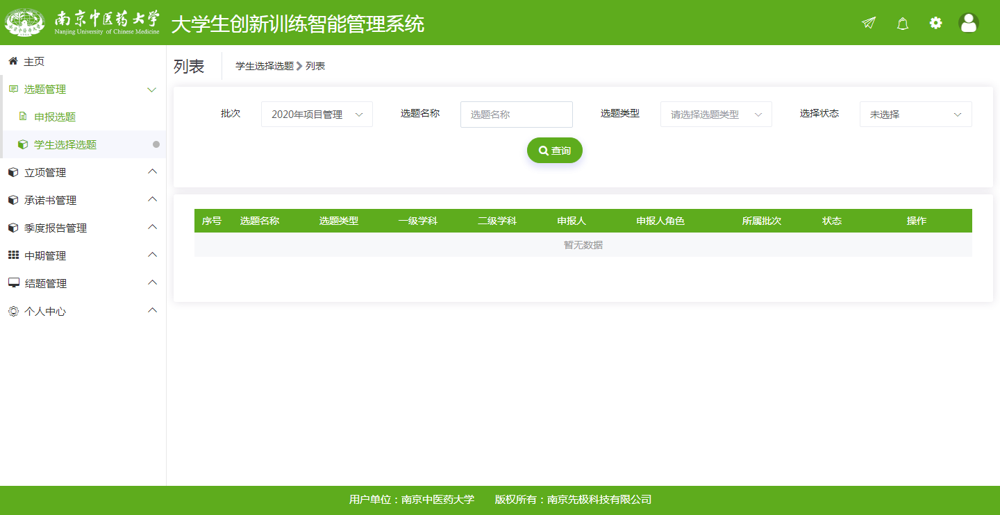 南京中医药大学
Nanjing University of Chinese Medicine
大学生创新训练智能管理系统
主页
选题管理
申报选题
学生选择选题
立项管理
承诺书管理
季度报告管理
中期管理
结题管理
个人中心
列表
学生选择选题 列表
批次 2020年项目管理 选题名称 选题名称 选题类型 请选择选题类型 选择状态 未选择
查询
序号 选题名称 选题类型 一级学科 二级学科 申报人 申报人角色 所属批次 状态 操作
暂无数据
用户单位：南京中医药大学 版权所有：南京先极科技有限公司